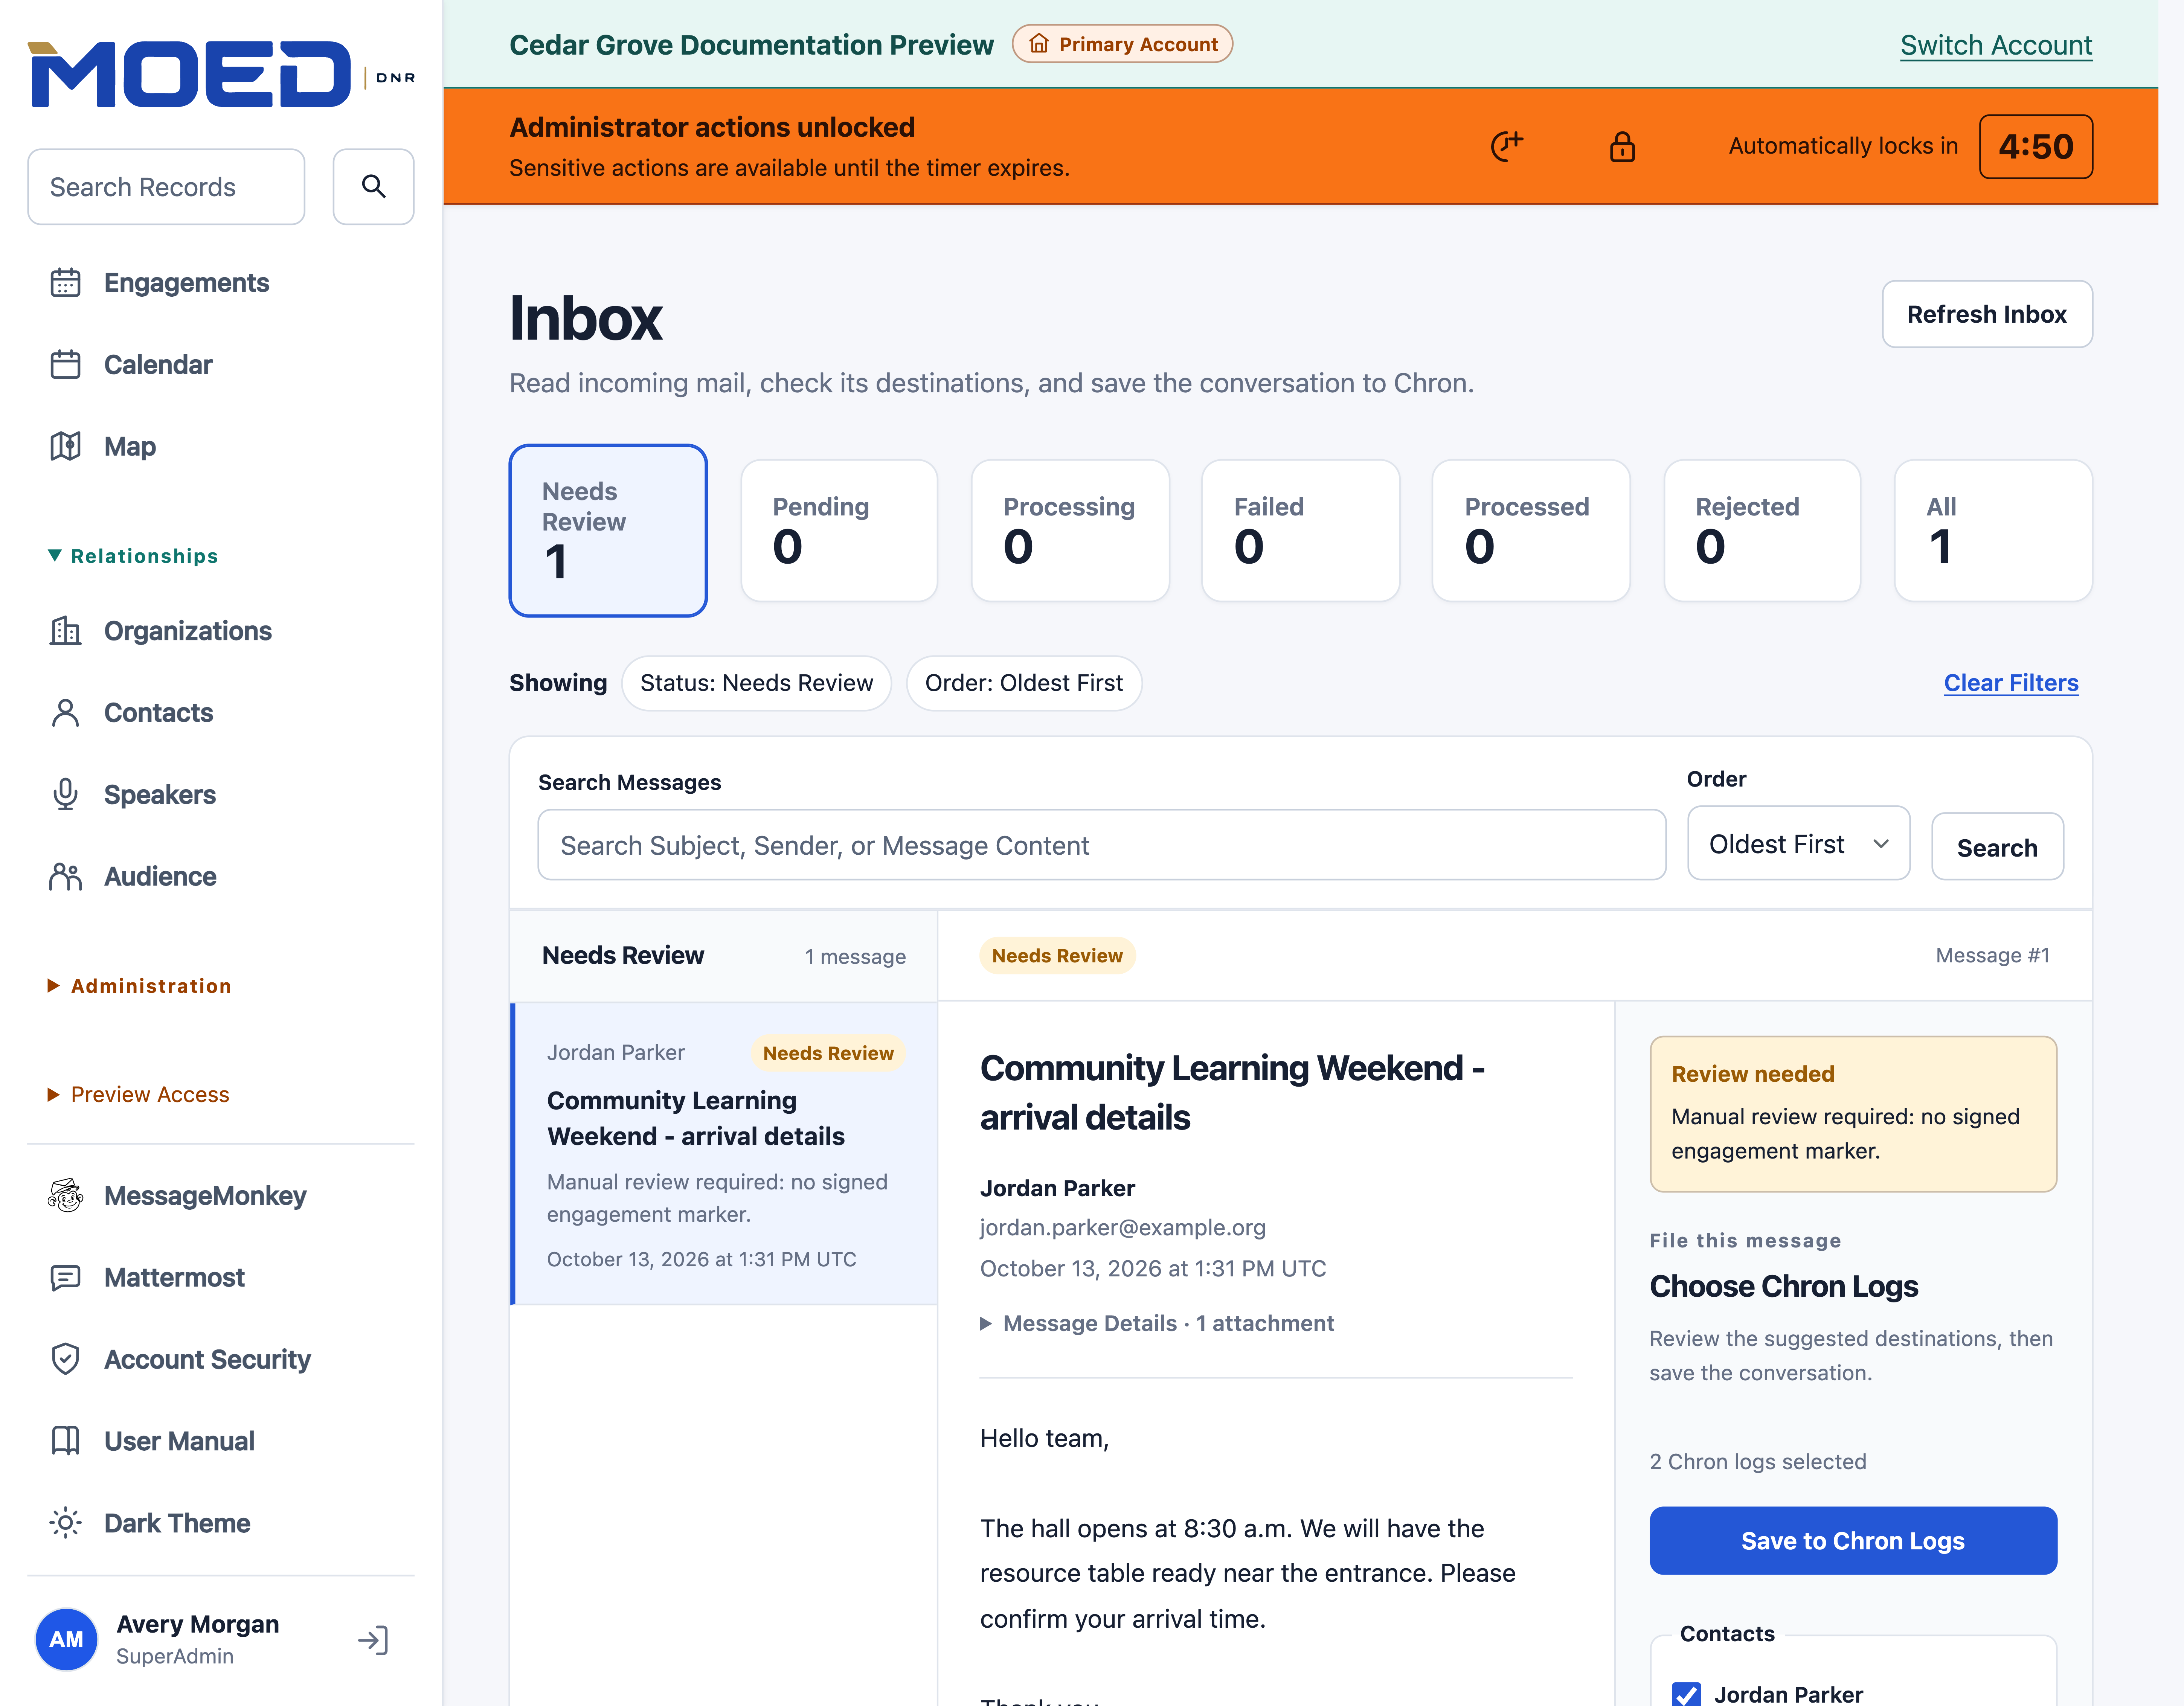 MOED | DNR
Search Records
Engagements
Calendar
Map
Relationships
Organizations
Contacts
Speakers
Audience
Administration
Preview Access
MessageMonkey
Mattermost
Account Security
User Manual
Dark Theme
AM
Avery Morgan
SuperAdmin
Cedar Grove Documentation Preview
Primary Account
Switch Account
Administrator actions unlocked
Sensitive actions are available until the timer expires.
Automatically locks in
4:50
Inbox
Refresh Inbox
Read incoming mail, check its destinations, and save the conversation to Chron.
Needs
Review
1
Pending
0
Processing
0
Failed
0
Processed
0
Rejected
0
All
1
Showing
Status: Needs Review
Order: Oldest First
Clear Filters
Search Messages
Search Subject, Sender, or Message Content
Order
Oldest First
Search
Needs Review
1 message
Jordan Parker
Needs Review
Community Learning
Weekend - arrival details
Manual review required: no signed
engagement marker.
October 13, 2026 at 1:31 PM UTC
Needs Review
Message #1
Community Learning Weekend -
arrival details
Jordan Parker
jordan.parker@example.org
October 13, 2026 at 1:31 PM UTC
Message Details · 1 attachment
Hello team,
The hall opens at 8:30 a.m. We will have the
resource table ready near the entrance. Please
confirm your arrival time.
Review needed
Manual review required: no signed
engagement marker.
File this message
Choose Chron Logs
Review the suggested destinations, then
save the conversation.
2 Chron logs selected
Save to Chron Logs
Contacts
Jordan Parker